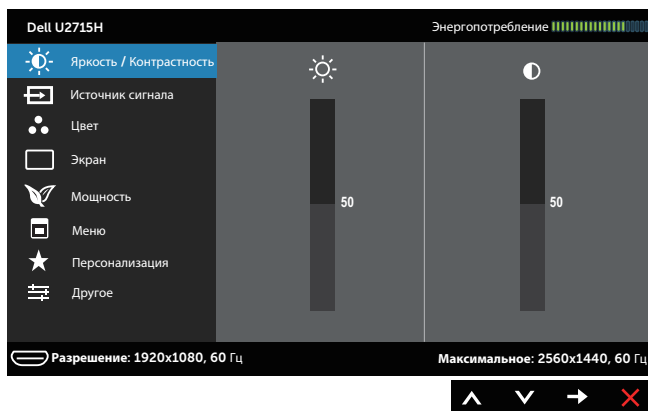 Dell U2715H Энергопотребление
Яркость / Контрастность
Источник сигнала
Цвет
Экран
Мощность
Меню
Персонализация
Другое
50 50
Разрешение: 1920x1080, 60 Гц Максимальное: 2560x1440, 60 Гц